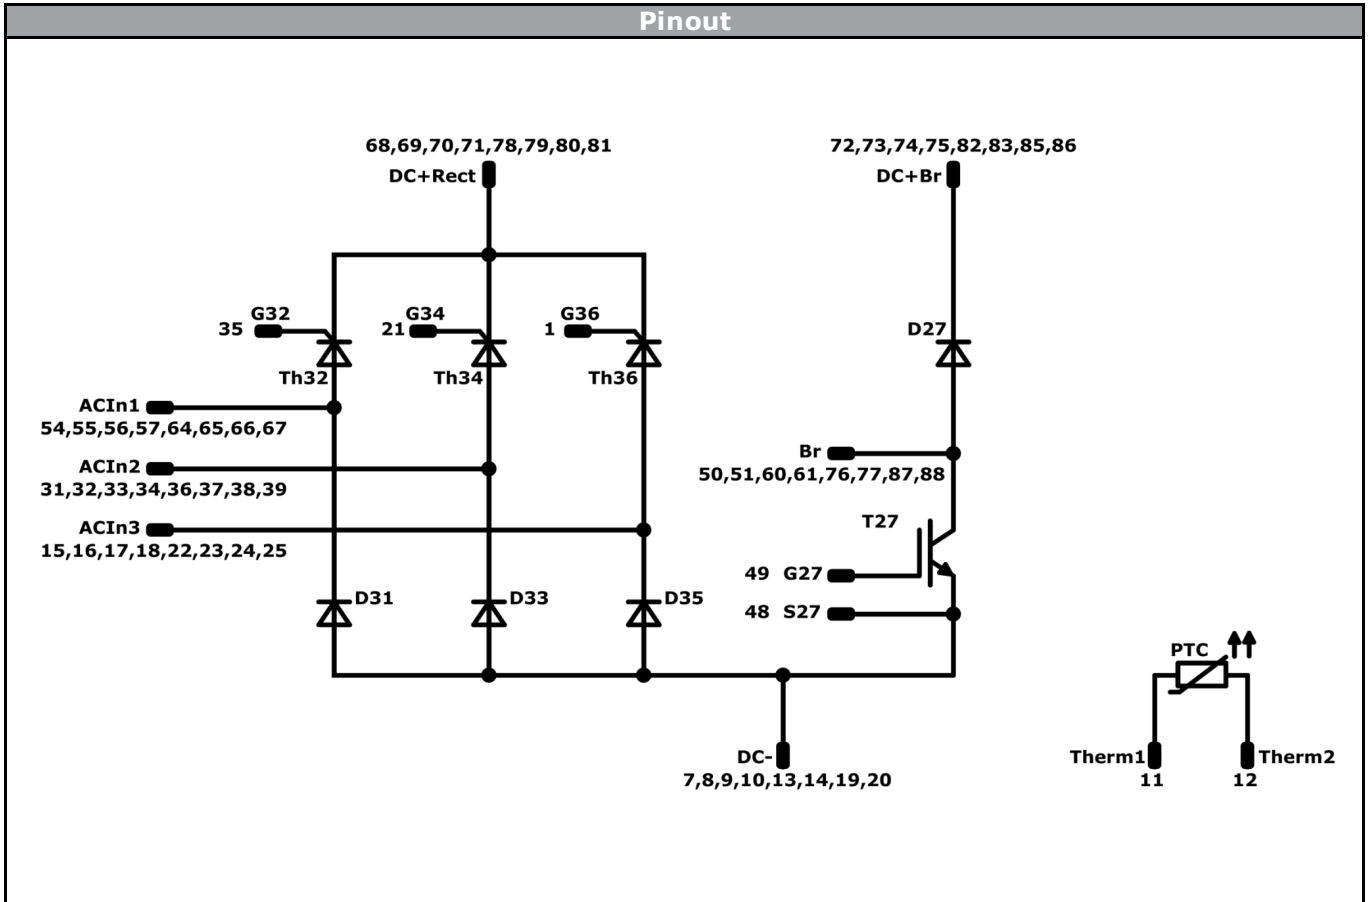 Pinout
68,69,70,71,78,79,80,81
DC+Rect
72,73,74,75,82,83,85,86
DC+Br
G32
35
G34
21
G36
1
D27
Th32
Th34
Th36
ACIn1
54,55,56,57,64,65,66,67
ACIn2
31,32,33,34,36,37,38,39
ACIn3
15,16,17,18,22,23,24,25
Br
50,51,60,61,76,77,87,88
T27
49 G27
48 S27
D31
D33
D35
PTC
DC-
7,8,9,10,13,14,19,20
Therm1
11
Therm2
12